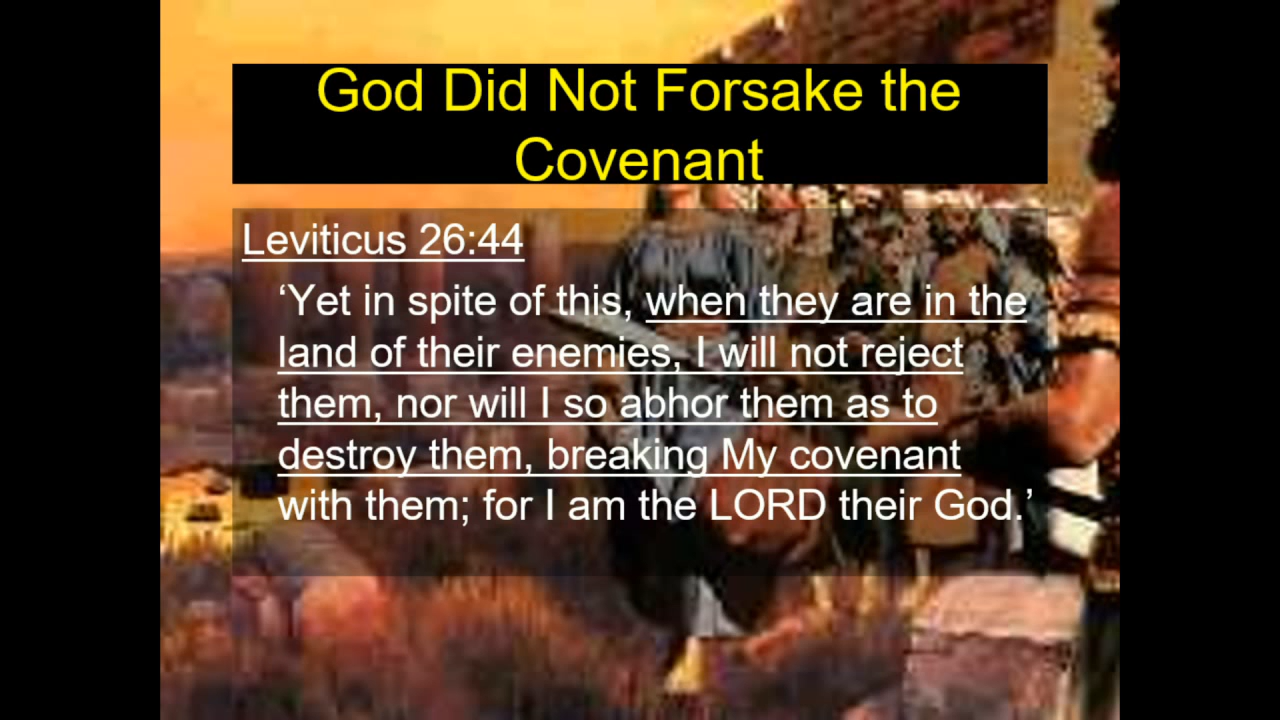 God Did Not Forsake the
Covenant
Leviticus 26:44
‘Yet in spite of this, when they are in the
land of their enemies, I will not reject
them, nor will I so abhor them as to
destroy them, breaking My covenant
with them; for I am the LORD their God.’